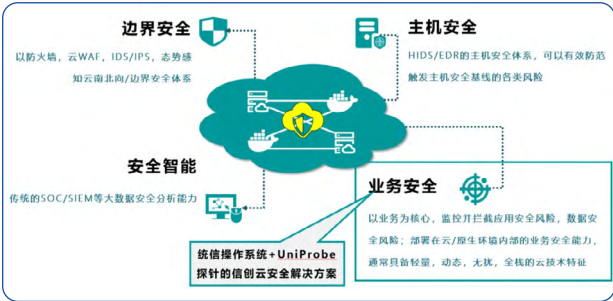 边界安全
以防火墙，云WAF，IDS/IPS，态势感
知云南北向/边界安全体系
主机安全
HIDS/EDR的主机安全体系，可以有效防范
触发主机安全基线的各类风险
安全智能
传统的SOC/SIEM等大数据安全分析能力
业务安全
以业务为核心，监控并拦截应用安全风险，数据安
全风险；部署在云/原生环境内部的业务安全能力，
通常具备轻量，动态，无扰，全栈的云技术特征
统信操作系统+UniProbe
探针的信创云安全解决方案